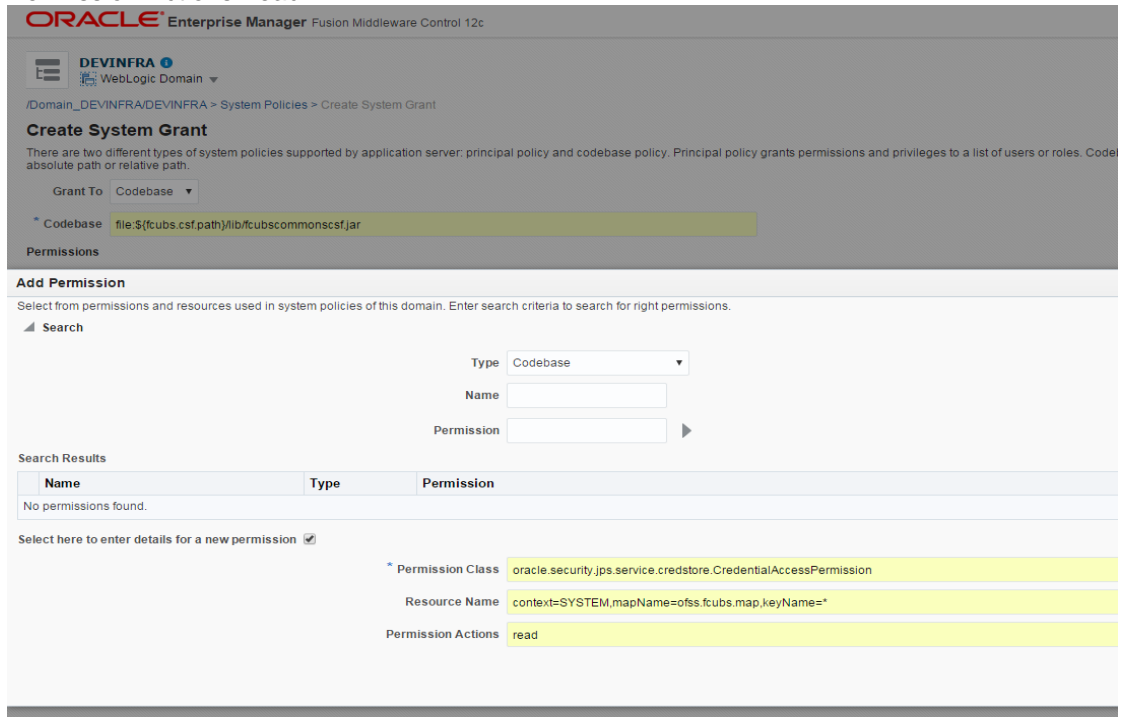 ORACLE Enterprise Manager Fusion Middleware Control 12c
DEVINFRA
WebLogic Domain
/Domain_DEVINFRA/DEVINFRA > System Policies > Create System Grant
Create System Grant
There are two different types of system policies supported by application server: principal policy and codebase policy. Principal policy grants permissions and privileges to a list of users or roles.
absolute path or relative path.
Grant To Codebase
* Codebase file:${fcubs.csf.path}/lib/fcubscommonscsf.jar
Permissions
Add Permission
Select from permissions and resources used in system policies of this domain. Enter search criteria to search for right permissions.
Search
Type Codebase
Name
Permission
Search Results
Name Type Permission
No permissions found.
Select here to enter details for a new permission
* Permission Class oracle.security.jps.service.credstore.CredentialAccessPermission
Resource Name context=SYSTEM,mapName=ofss.fcubs.map,keyName=*
Permission Actions read